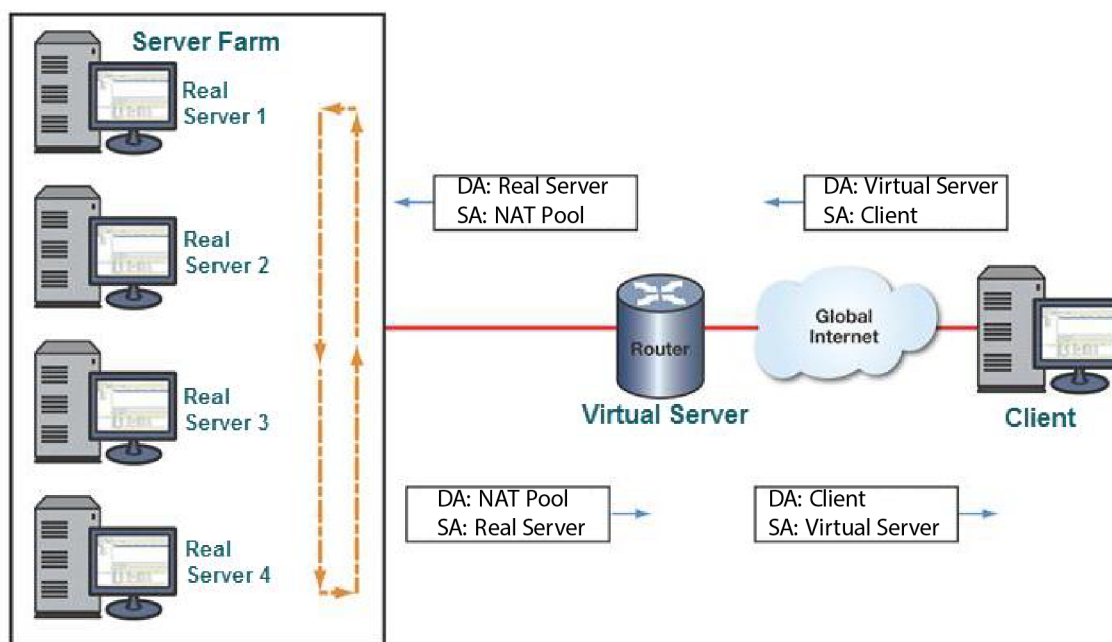 Server Farm
Real
Server 1
Real
Server 2
Real
Server 3
Real
Server 4
DA: Real Server
SA: NAT Pool
DA: Virtual Server
SA: Client
Router
Virtual Server
Global
Internet
Client
DA: NAT Pool
SA: Real Server
DA: Client
SA: Virtual Server